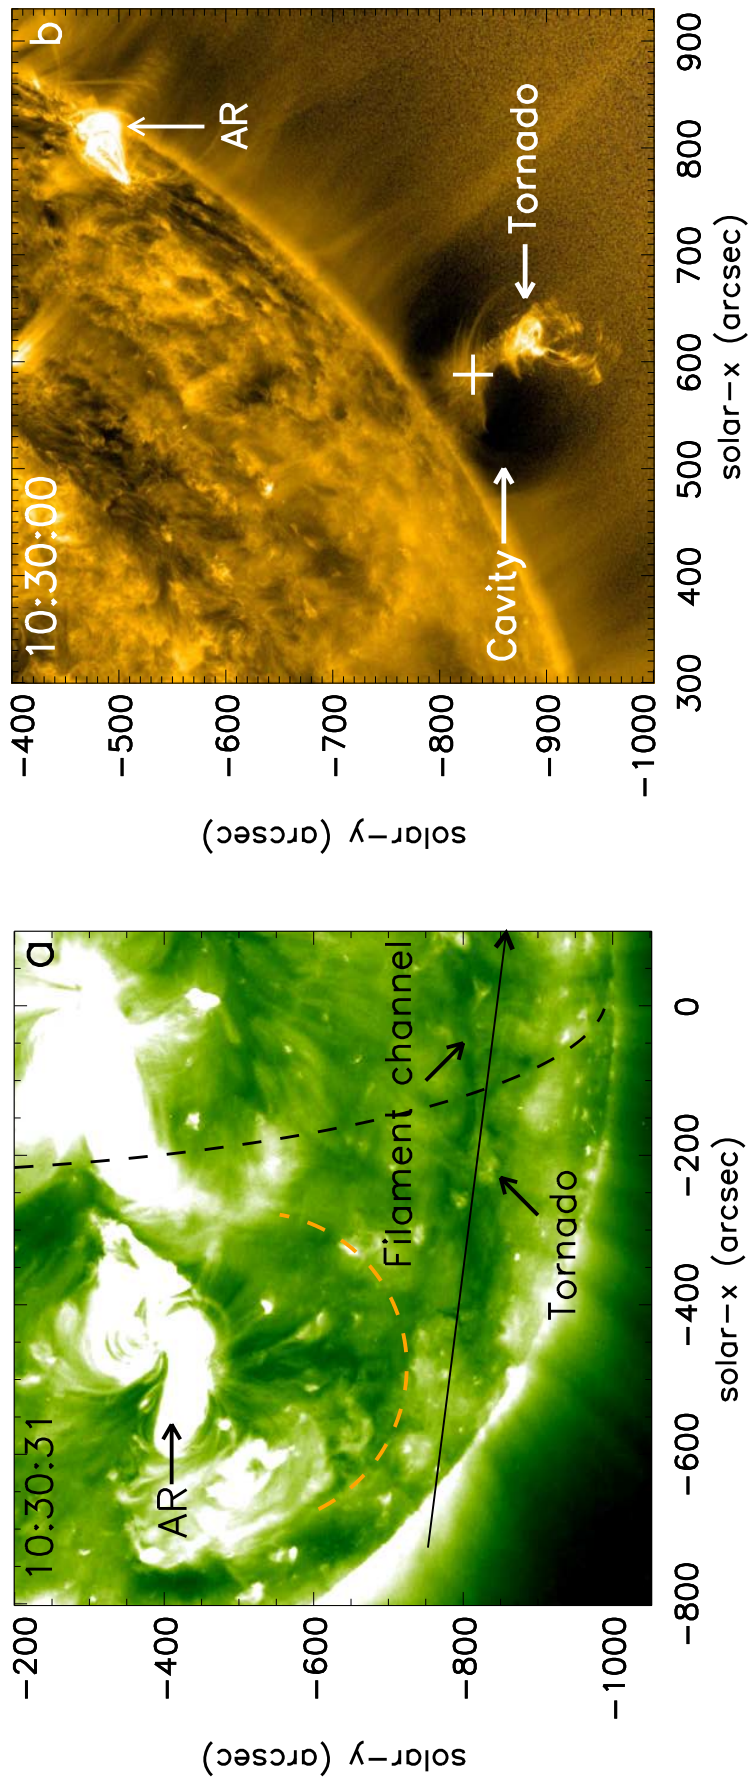 10:30:31
a
AR
Filament channel
Tornado
-200
-400
-600
-800
-1000
solar-y (arcsec)
-800
-600
-400
-200
0
solar-x (arcsec)
10:30:00
b
AR
Tornado
Cavity
-400
-500
-600
-700
-800
-900
-1000
solar-y (arcsec)
300
400
500
600
700
800
900
solar-x (arcsec)